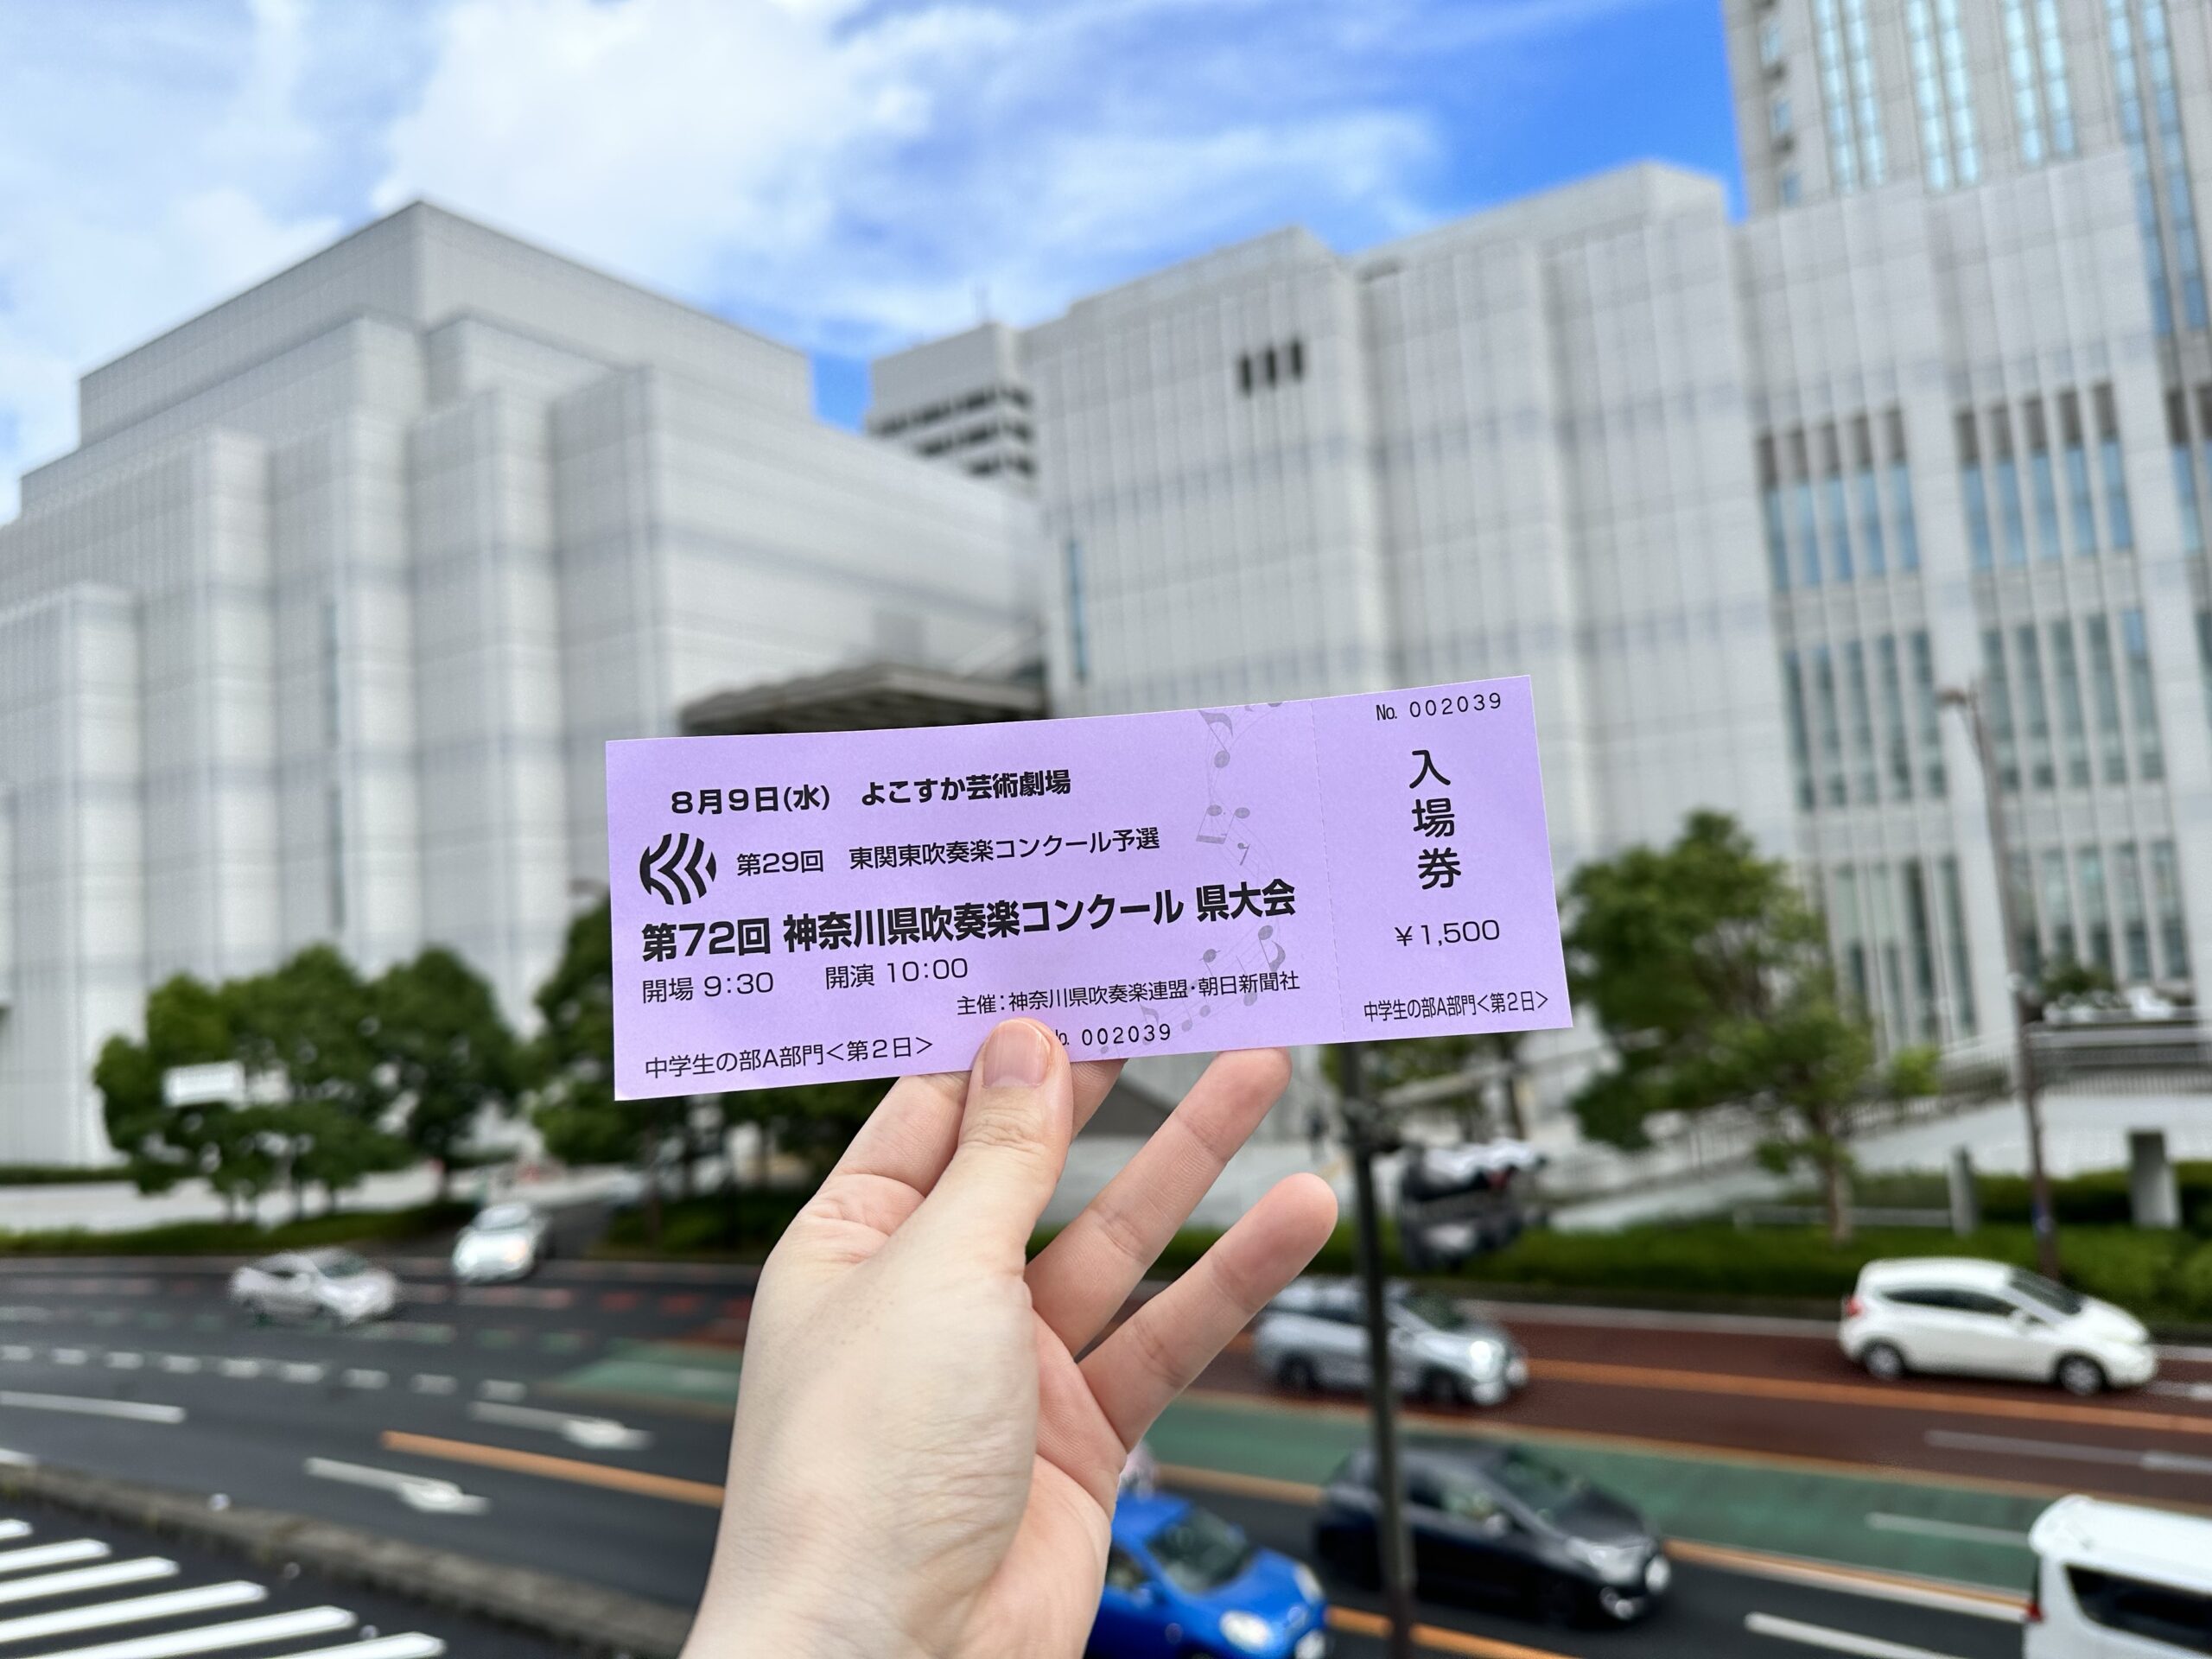 8月9日(水) よこすか芸術劇場
第29回 東関東吹奏楽コンクール予選
第72回 神奈川県吹奏楽コンクール 県大会
開場 9:30 開演 10:00
主催:神奈川県吹奏楽連盟・朝日新聞社
中学生の部A部門<第2日>
002039
№ 002039
入場券
¥1,500
中学生の部A部門<第2日>